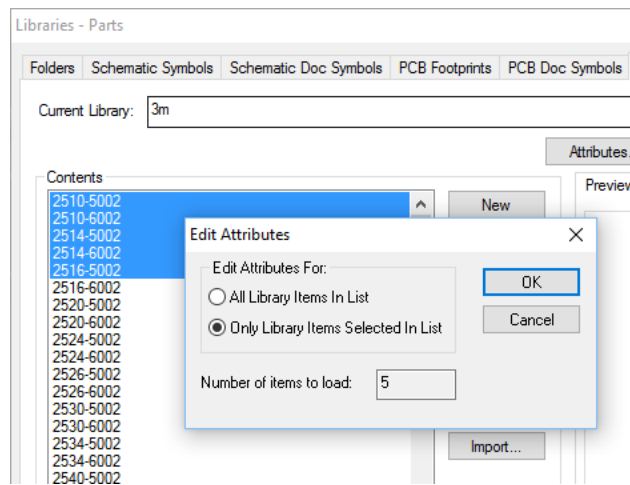 Libraries - Parts
Folders Schematic Symbols Schematic Doc Symbols PCB Footprints PCB Doc Symbols
Current Library: 3m
Attributes.
Contents
Preview
2510-5002
2510-6002
2514-5002
2514-6002
2516-5002
2516-6002
2520-5002
2520-6002
2524-5002
2524-6002
2526-5002
2526-6002
2530-5002
2530-6002
2534-5002
2534-6002
2540-5002
New
Edit Attributes
Edit Attributes For:
All Library Items In List
Only Library Items Selected In List
OK
Cancel
Number of items to load: 5
Import...